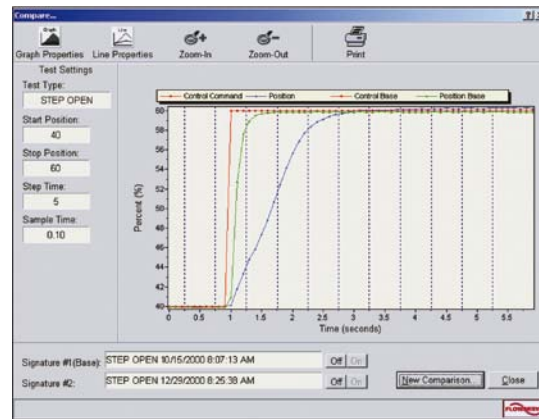 Compare...
Graph Properties
Line Properties
Zoom-In
Zoom-Out
Print
Test Settings
Test Type:
STEP OPEN
Start Position:
40
Stop Position:
60
Step Time:
5
Sample Time:
0.10
Control Command Position Control Base Position Base
Percent (%)
60
58
56
54
52
50
48
46
44
42
40
0 0.5 1 1.5 2 2.5 3 3.5 4 4.5 5 5.5
Time (seconds)
Signature #1(Base): STEP OPEN 10/15/2000 8:07:13 AM Off On
Signature #2: STEP OPEN 12/29/2000 8:25:38 AM Off On
New Comparison... Close
FLOWSERVE